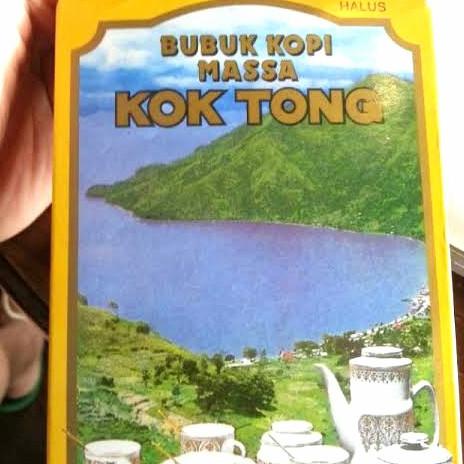 HALUS
BUBUK KOPI
MASSA
KOK TONG